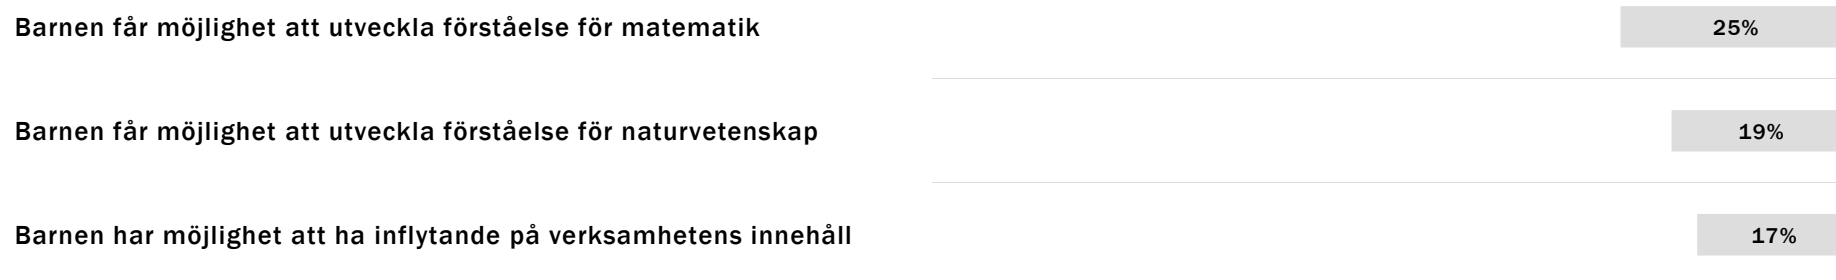 Barnen får möjlighet att utveckla förståelse för matematik 25%
Barnen får möjlighet att utveckla förståelse för naturvetenskap 19%
Barnen har möjlighet att ha inflytande på verksamhetens innehåll 17%